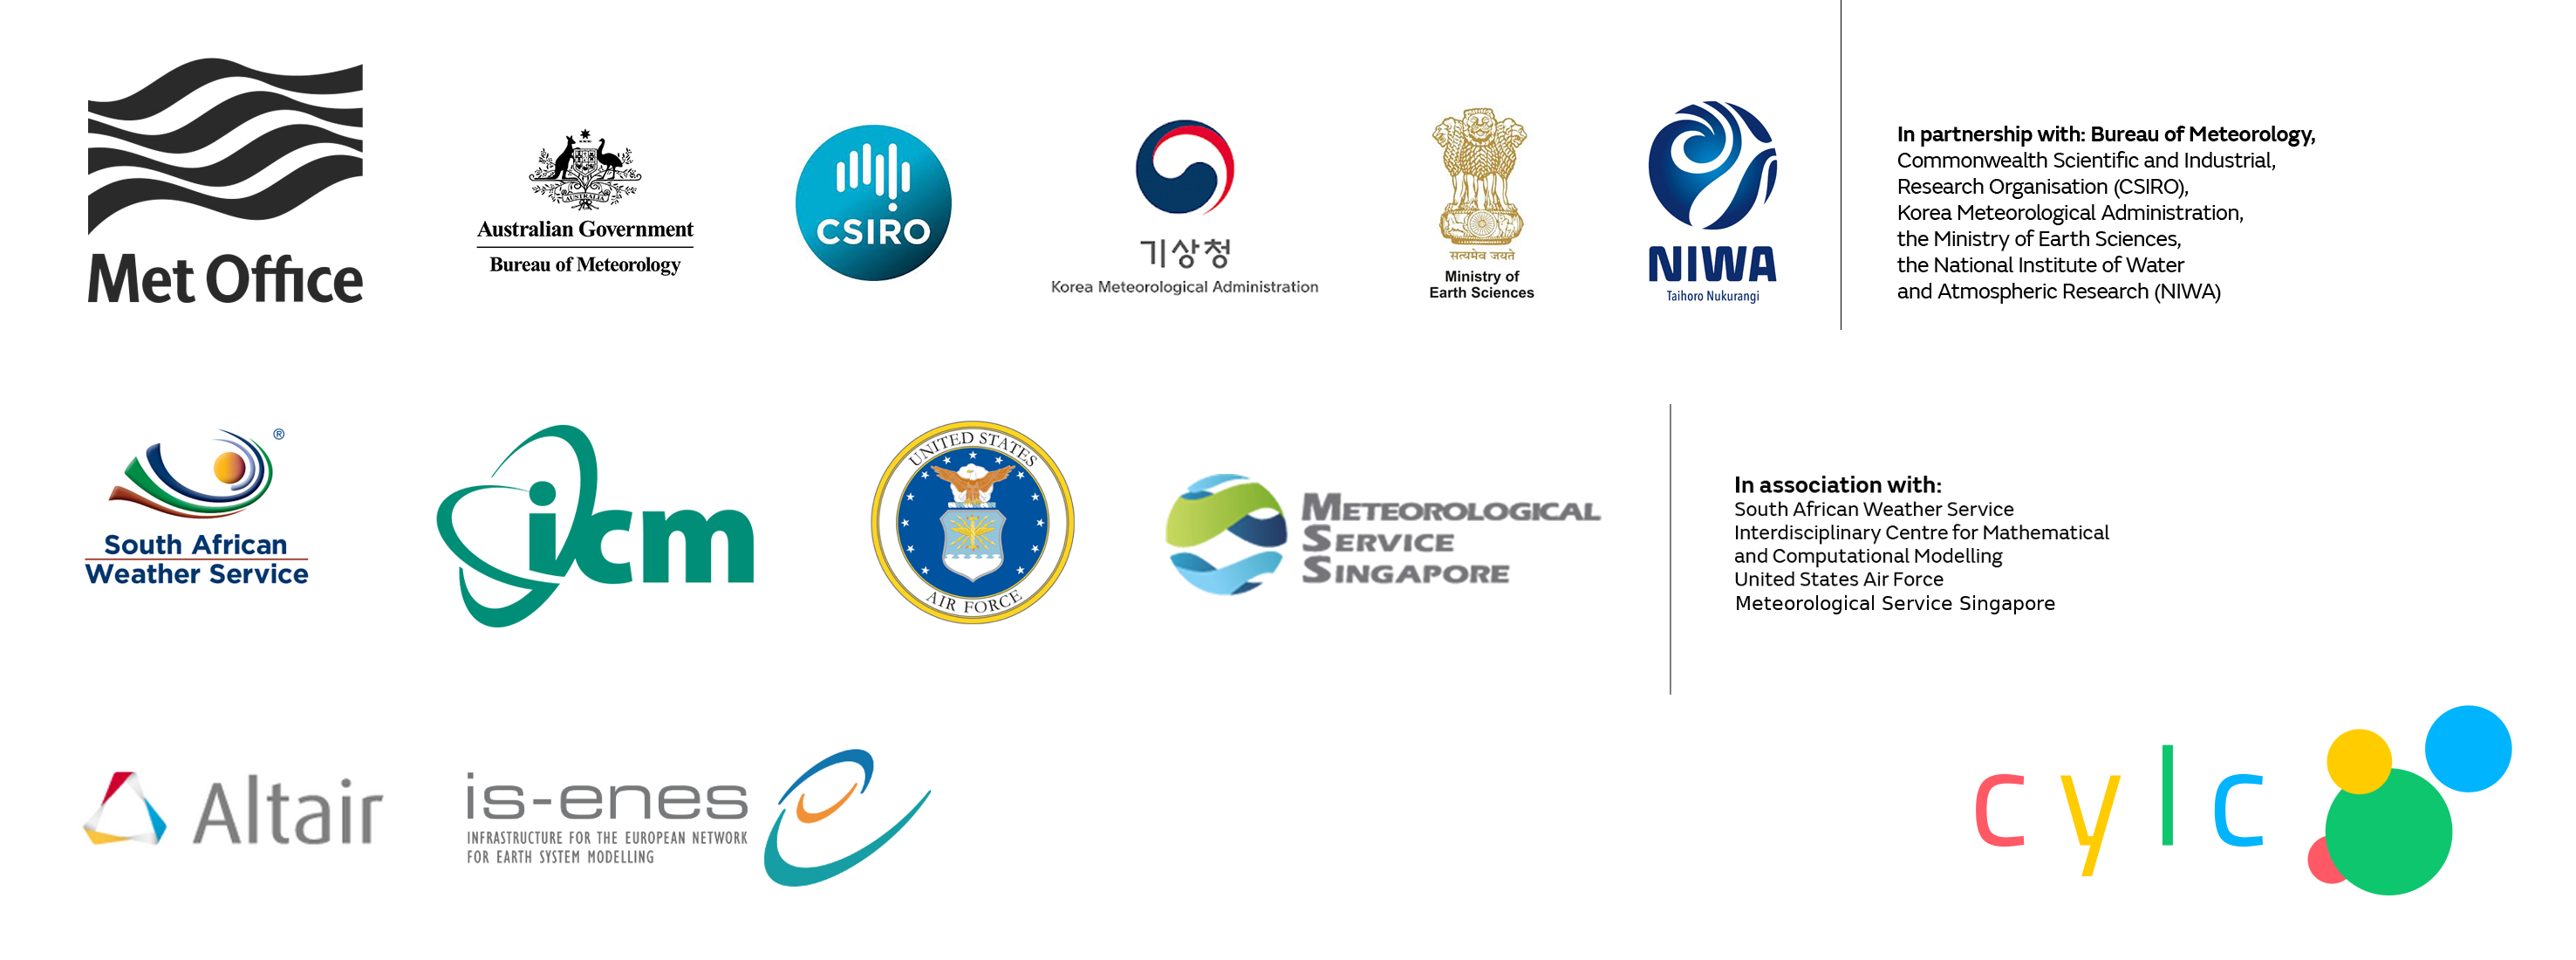 Met Office
AUSTRALIA
Australian Government
Bureau of Meteorology
CSIRO
기상청
Korea Meteorological Administration
सत्यमेव जयते
Ministry of
Earth Sciences
NIWA
Taihoro Nukurangi
In partnership with: Bureau of Meteorology,
Commonwealth Scientific and Industrial,
Research Organisation (CSIRO),
Korea Meteorological Administration,
the Ministry of Earth Sciences,
the National Institute of Water
and Atmospheric Research (NIWA)
®
South African
Weather Service
icm
UNITED STATES
AIR FORCE
METEOROLOGICAL
SERVICE
SINGAPORE
In association with:
South African Weather Service
Interdisciplinary Centre for Mathematical
and Computational Modelling
United States Air Force
Meteorological Service Singapore
Altair
is-enes
INFRASTRUCTURE FOR THE EUROPEAN NETWORK
FOR EARTH SYSTEM MODELLING
cylc